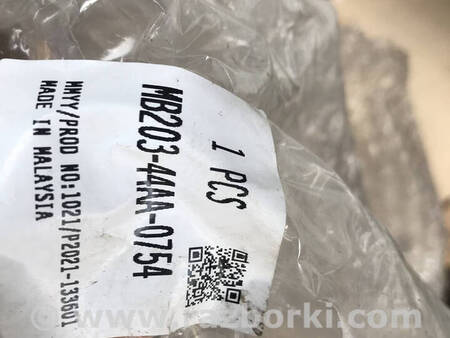 1 PCS
MB203-44AA-0754
MMYY/PROD NO:1021/P2021-133601
MADE IN MALAYSIA
www.razborki.com